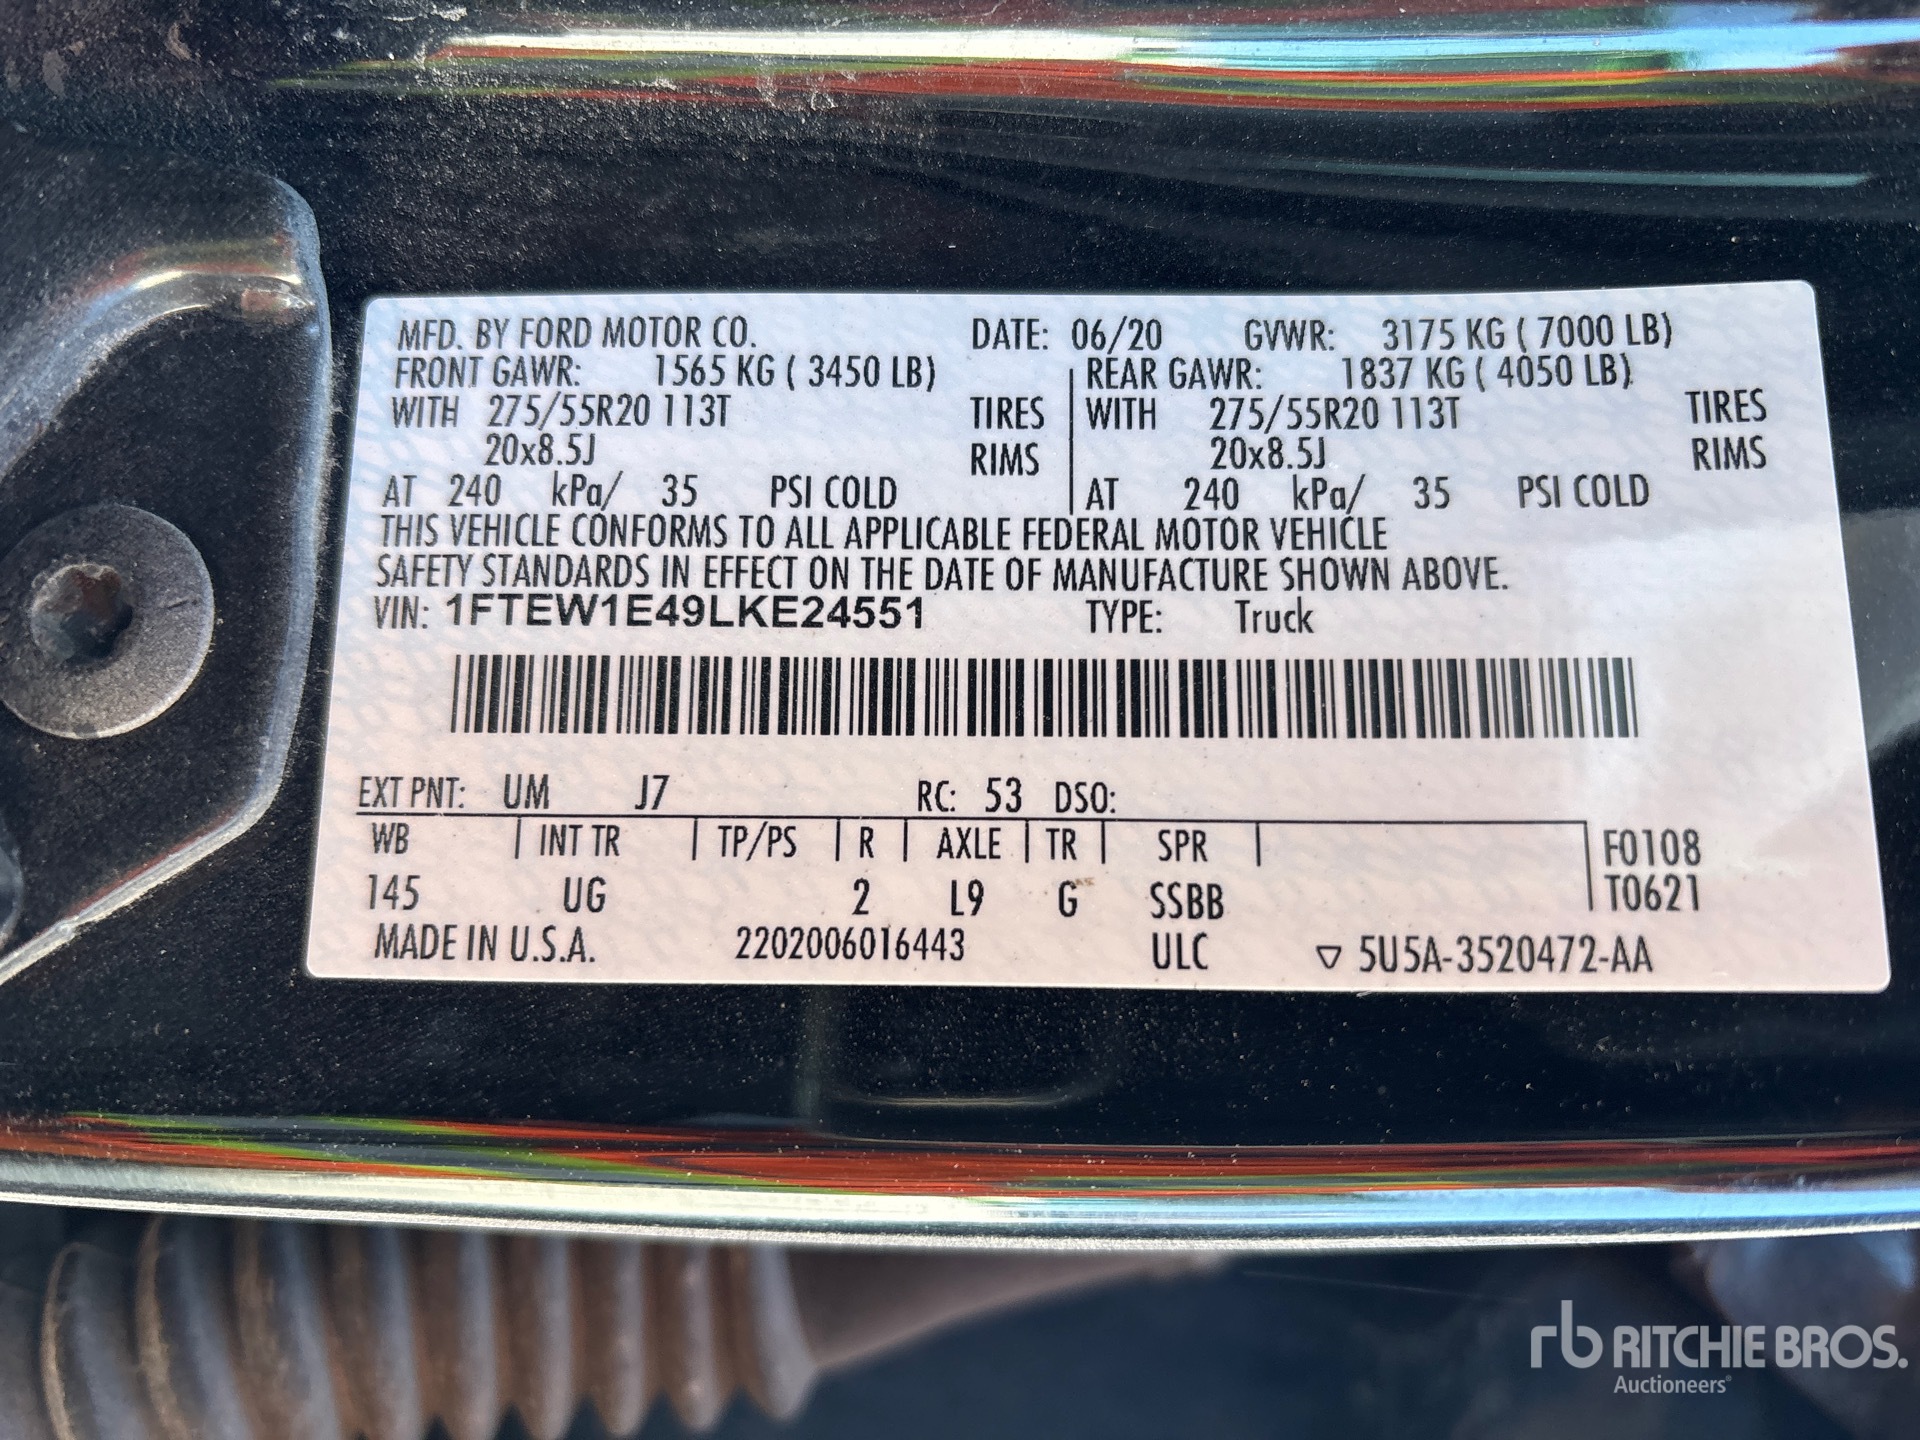 MFD. BY FORD MOTOR CO. DATE: 06/20 GVWR: 3175 KG ( 7000 LB)
FRONT GAWR: 1565 KG ( 3450 LB) REAR GAWR: 1837 KG ( 4050 LB)
WITH 275/55R20 113T TIRES WITH 275/55R20 113T TIRES
20x8.5J RIMS 20x8.5J RIMS
AT 240 kPa/ 35 PSI COLD AT 240 kPa/ 35 PSI COLD
THIS VEHICLE CONFORMS TO ALL APPLICABLE FEDERAL MOTOR VEHICLE
SAFETY STANDARDS IN EFFECT ON THE DATE OF MANUFACTURE SHOWN ABOVE.
VIN: 1FTEW1E49LKE24551 TYPE: Truck
EXT PNT: UM J7 RC: 53 DSO:
WB INT TR TP/PS R AXLE TR SPR F0108
145 UG 2 L9 G SSBB T0621
MADE IN U.S.A. 2202006016443 ULC ▽ 5U5A-3520472-AA
rb RITCHIE BROS.
Auctioneers®